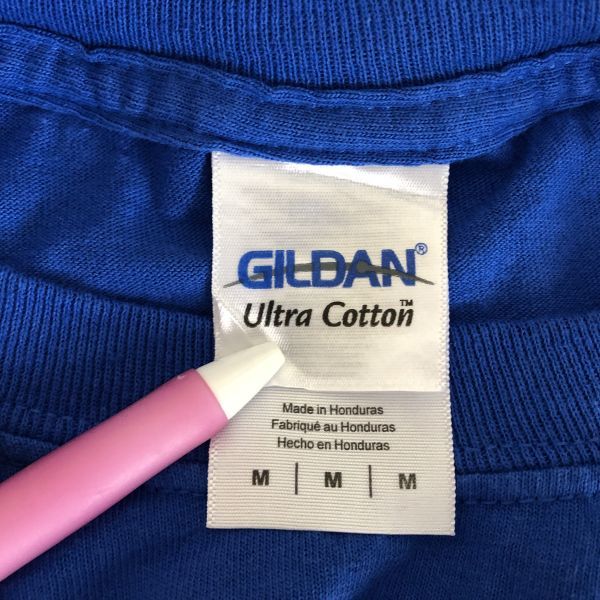 GILDAN®
Ultra Cotton™
Made in Honduras
Fabriqué au Honduras
Hecho en Honduras
M | M | M